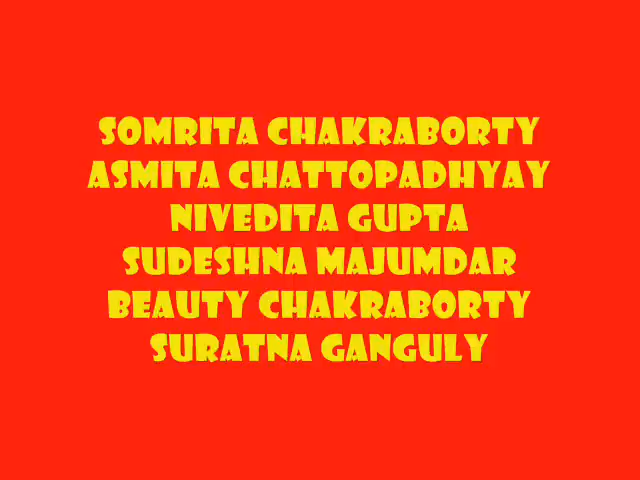 SOMRITA CHAKRABORTY
ASMITA CHATTOPADHYAY
NIVEDITA GUPTA
SUDESHNA MAJUMDAR
BEAUTY CHAKRABORTY
SURATNA GANGULY